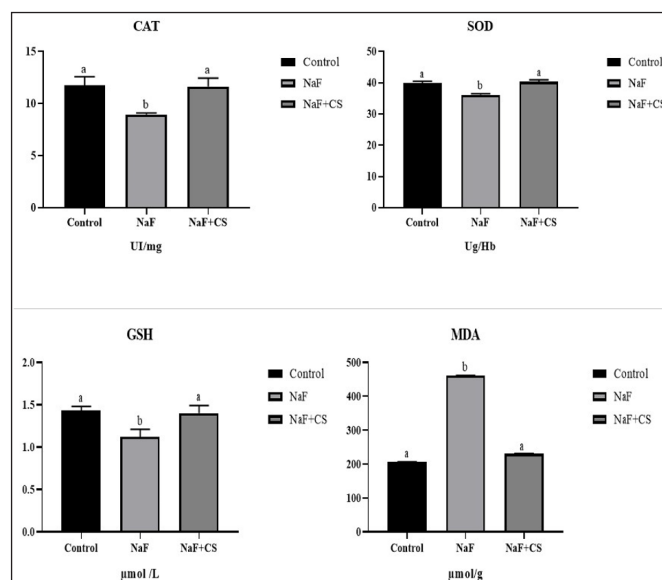 CAT
15
10
5
0
a
b
a
Control
NaF
NaF+CS
UI/mg
Control
NaF
NaF+CS
SOD
50
40
30
20
10
0
a
b
a
Control
NaF
NaF+CS
Ug/Hb
Control
NaF
NaF+CS
GSH
2.0
1.5
1.0
0.5
0.0
a
b
a
Control
NaF
NaF+CS
µmol /L
Control
NaF
NaF+CS
MDA
500
400
300
200
100
0
a
b
a
Control
NaF
NaF+CS
µmol/g
Control
NaF
NaF+CS